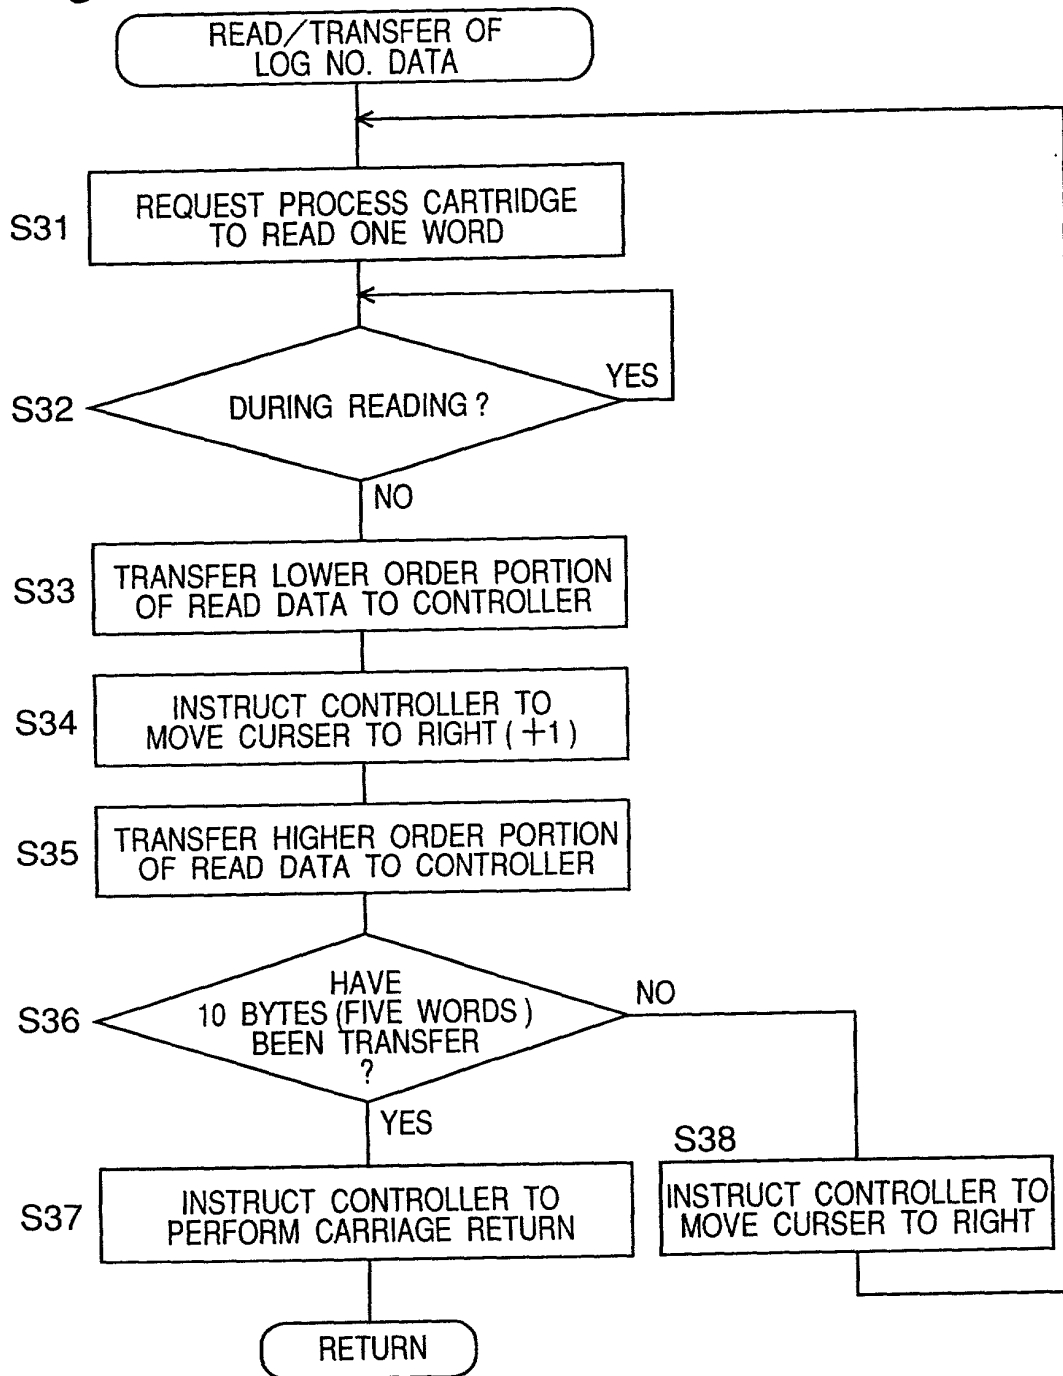 READ/TRANSFER OF
LOG NO. DATA
S31
REQUEST PROCESS CARTRIDGE
TO READ ONE WORD
S32
DURING READING ?
YES
NO
S33
TRANSFER LOWER ORDER PORTION
OF READ DATA TO CONTROLLER
S34
INSTRUCT CONTROLLER TO
MOVE CURSER TO RIGHT ( +1 )
S35
TRANSFER HIGHER ORDER PORTION
OF READ DATA TO CONTROLLER
S36
HAVE
10 BYTES (FIVE WORDS )
BEEN TRANSFER
?
NO
YES
S37
INSTRUCT CONTROLLER TO
PERFORM CARRIAGE RETURN
S38
INSTRUCT CONTROLLER TO
MOVE CURSER TO RIGHT
RETURN